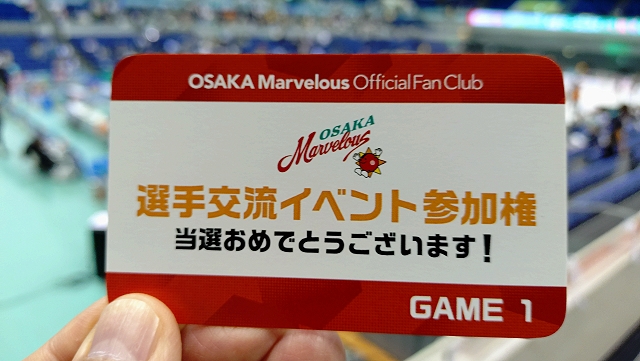 OSAKA Marvelous Official Fan Club
OSAKA
Marvelous
選手交流イベント参加権
当選おめでとうございます!
GAME 1